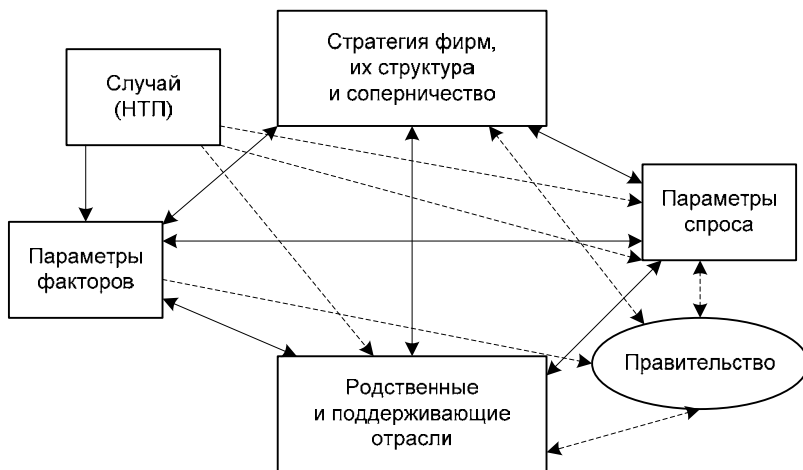 Стратегия фирм,
их структура
и соперничество
Случай
(НТП)
Параметры
спроса
Параметры
факторов
Правительство
Родственные
и поддерживающие
отрасли